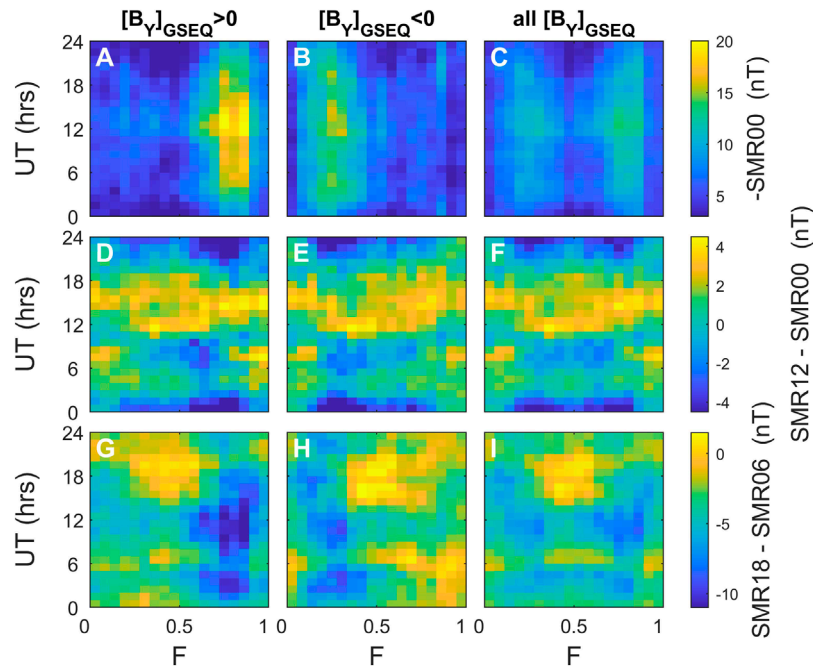 [B_Y]_GSEQ>0 [B_Y]_GSEQ<0 all [B_Y]_GSEQ
A B C
24
18
12
6
0
UT (hrs)
20
15
10
5
-SMR00 (nT)
D E F
24
18
12
6
0
UT (hrs)
4
2
0
-2
-4
SMR12 - SMR00 (nT)
G H I
24
18
12
6
0
UT (hrs)
0
-5
-10
SMR18 - SMR06 (nT)
0 0.5 1 0 0.5 1 0 0.5 1
F F F